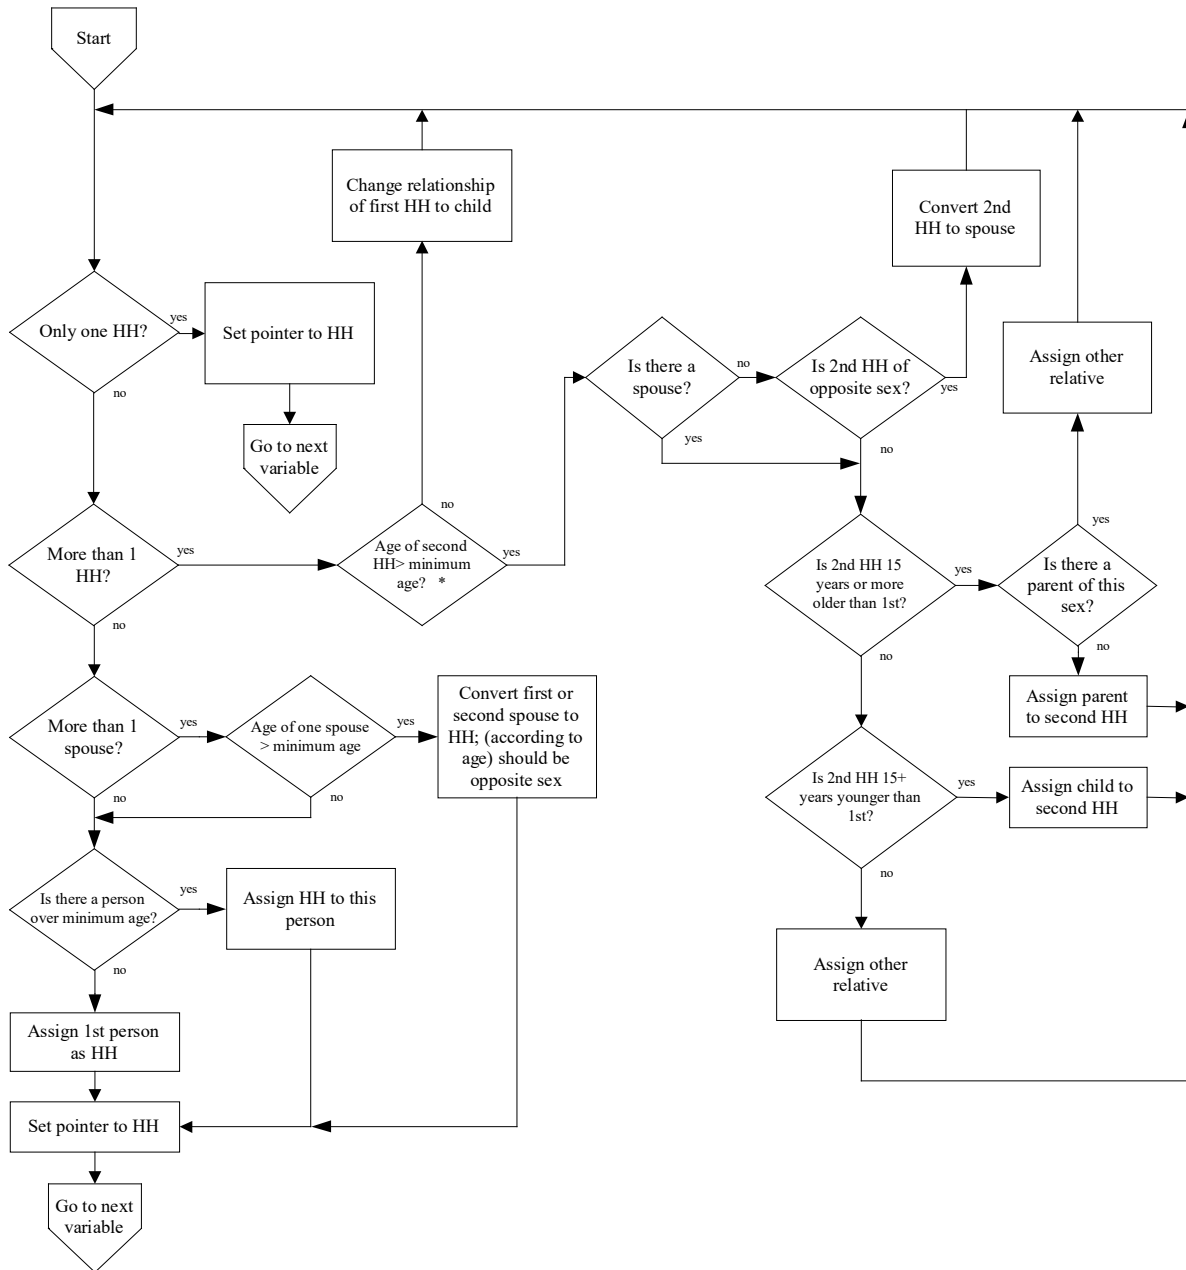 Start
Change relationship
of first HH to child
Convert 2nd
HH to spouse
Only one HH?
yes
no
Set pointer to HH
Go to next
variable
Is there a
spouse?
no
yes
Is 2nd HH of
opposite sex?
yes
no
Assign other
relative
More than 1
HH?
yes
no
Age of second
HH> minimum
age? *
no
yes
Is 2nd HH 15
years or more
older than 1st?
yes
no
Is there a
parent of this
sex?
yes
no
Assign parent
to second HH
More than 1
spouse?
yes
no
Age of one spouse
> minimum age
yes
no
Convert first or
second spouse to
HH; (according to
age) should be
opposite sex
Is 2nd HH 15+
years younger than
1st?
yes
no
Assign child to
second HH
Is there a person
over minimum age?
yes
no
Assign HH to this
person
Assign other
relative
Assign 1st person
as HH
Set pointer to HH
Go to next
variable